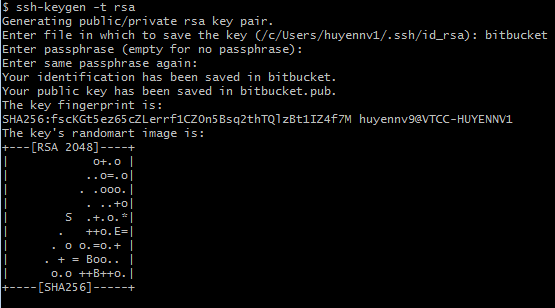 $ ssh-keygen -t rsa
Generating public/private rsa key pair.
Enter file in which to save the key (/c/Users/huyennv1/.ssh/id_rsa): bitbucket
Enter passphrase (empty for no passphrase):
Enter same passphrase again:
Your identification has been saved in bitbucket.
Your public key has been saved in bitbucket.pub.
The key fingerprint is:
SHA256:fscKGt5ez65cZLerrf1CZOn5Bsq2thTQlzBt1IZ4f7M huyennv9@VTCC-HUYENNV1
The key's randomart image is:
+---[RSA 2048]----+
|            o+.o |
|           ..o=.o|
|          . .ooo.|
|           . ..+o|
|        S  .+.o.*|
|       .   ++o.E=|
|      . o o.=o.+ |
|     . + = Boo.. |
|      o.o ++B++o.|
+----[SHA256]-----+